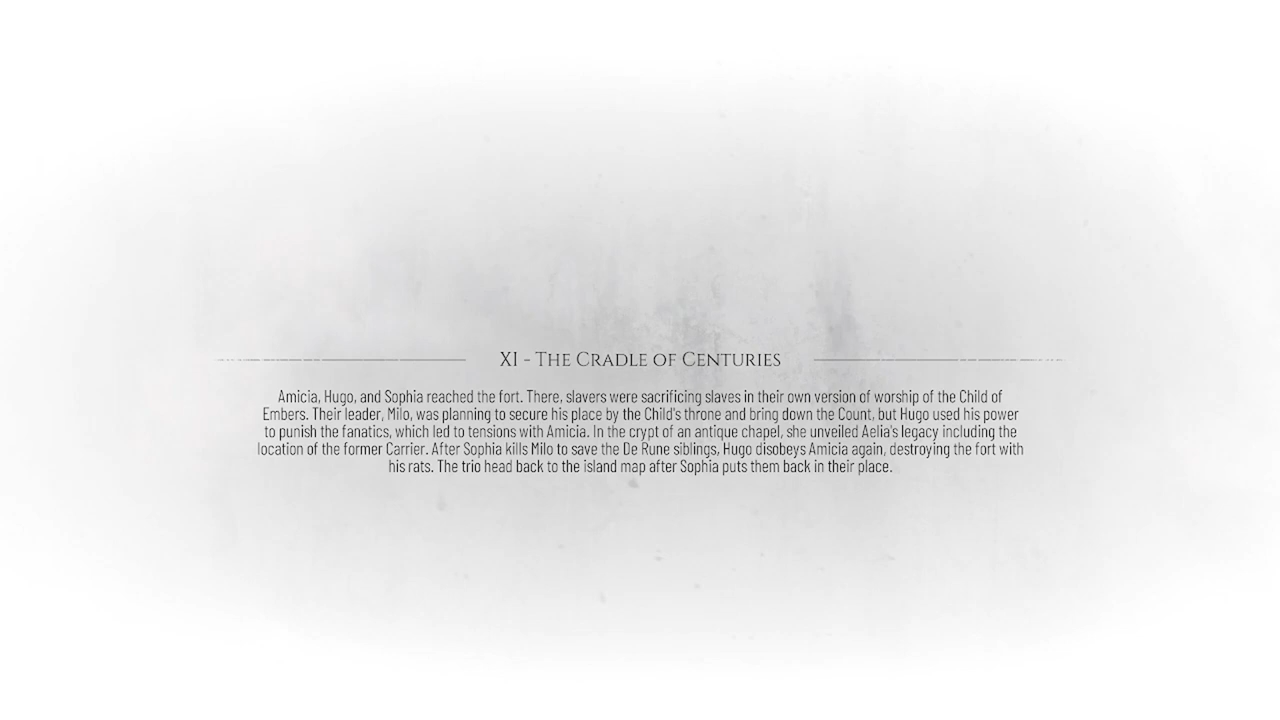 XI - The Cradle of Centuries
Amicia, Hugo, and Sophia reached the fort. There, slavers were sacrificing slaves in their own version of worship of the Child of
Embers. Their leader, Milo, was planning to secure his place by the Child's throne and bring down the Count, but Hugo used his power
to punish the fanatics, which led to tensions with Amicia. In the crypt of an antique chapel, she unveiled Aelia's legacy including the
location of the former Carrier. After Sophia kills Milo to save the De Rune siblings, Hugo disobeys Amicia again, destroying the fort with
his rats. The trio head back to the island map after Sophia puts them back in their place.